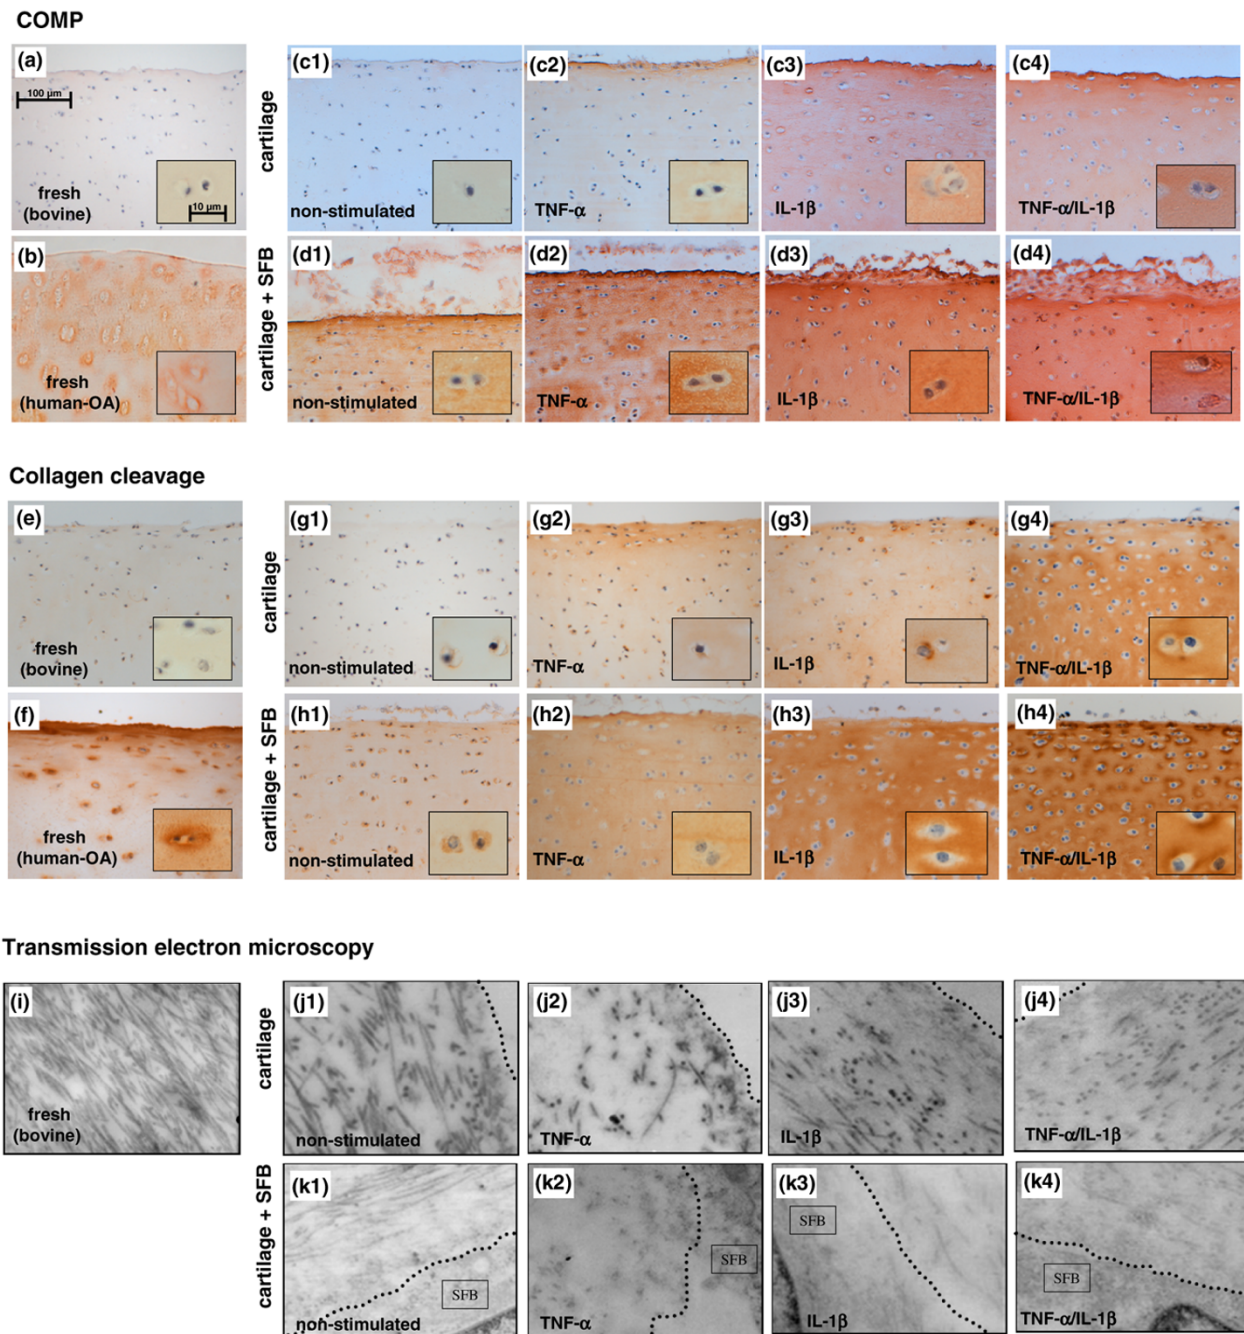 COMP
(a)
100 µm
fresh
(bovine)
10 µm
cartilage
(c1)
non-stimulated
(c2)
TNF-α
(c3)
IL-1β
(c4)
TNF-α/IL-1β
(b)
fresh
(human-OA)
cartilage + SFB
(d1)
non-stimulated
(d2)
TNF-α
(d3)
IL-1β
(d4)
TNF-α/IL-1β
Collagen cleavage
(e)
fresh
(bovine)
cartilage
(g1)
non-stimulated
(g2)
TNF-α
(g3)
IL-1β
(g4)
TNF-α/IL-1β
(f)
fresh
(human-OA)
cartilage + SFB
(h1)
non-stimulated
(h2)
TNF-α
(h3)
IL-1β
(h4)
TNF-α/IL-1β
Transmission electron microscopy
(i)
fresh
(bovine)
cartilage
(j1)
non-stimulated
(j2)
TNF-α
(j3)
IL-1β
(j4)
TNF-α/IL-1β
cartilage + SFB
(k1)
SFB
non-stimulated
(k2)
SFB
TNF-α
(k3)
SFB
IL-1β
(k4)
SFB
TNF-α/IL-1β